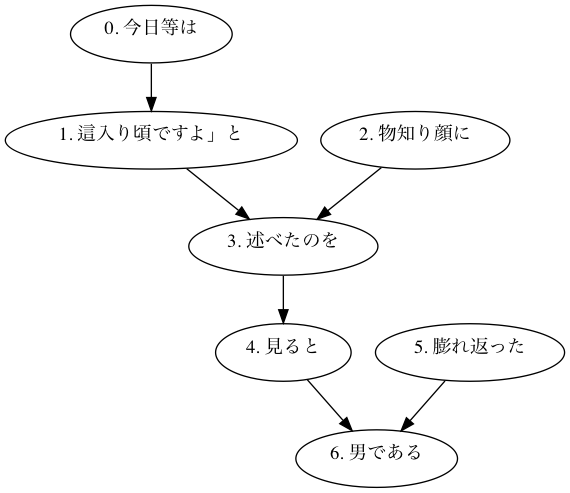 0. 今日等は
1. 這入り頃ですよ」と
2. 物知り顔に
3. 述べたのを
4. 見ると
5. 膨れ返った
6. 男である